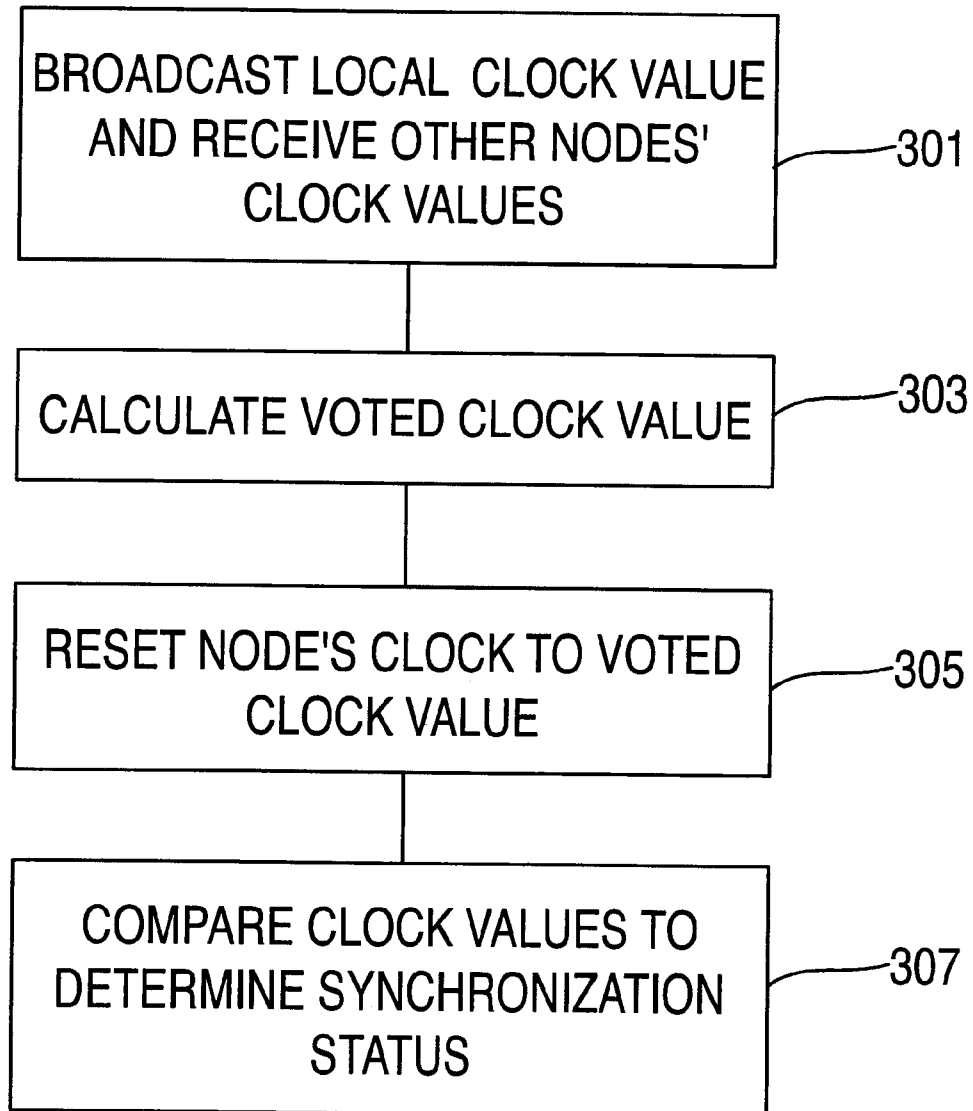 BROADCAST LOCAL CLOCK VALUE
AND RECEIVE OTHER NODES'
CLOCK VALUES
301
CALCULATE VOTED CLOCK VALUE
303
RESET NODE'S CLOCK TO VOTED
CLOCK VALUE
305
COMPARE CLOCK VALUES TO
DETERMINE SYNCHRONIZATION
STATUS
307